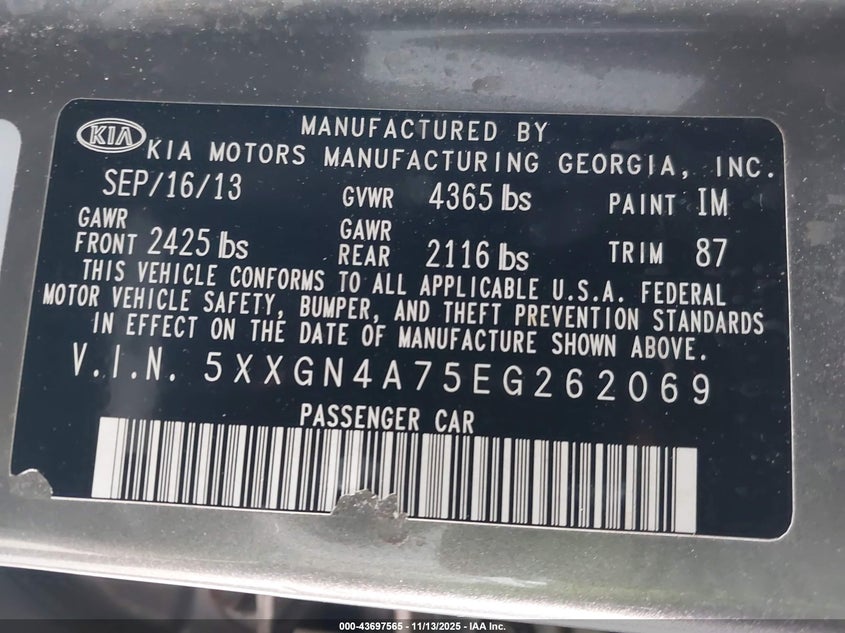 MANUFACTURED BY
KIA KIA MOTORS MANUFACTURING GEORGIA, INC.
SEP/16/13 GVWR 4365 lbs PAINT IM
GAWR FRONT 2425 lbs GAWR REAR 2116 lbs TRIM 87
THIS VEHICLE CONFORMS TO ALL APPLICABLE U.S.A. FEDERAL
MOTOR VEHICLE SAFETY, BUMPER, AND THEFT PREVENTION STANDARDS
IN EFFECT ON THE DATE OF MANUFACTURE SHOWN ABOVE.
V.I.N. 5XXGN4A75EG262069
PASSENGER CAR
000-43697565 - 11/13/2025 - IAA Inc.